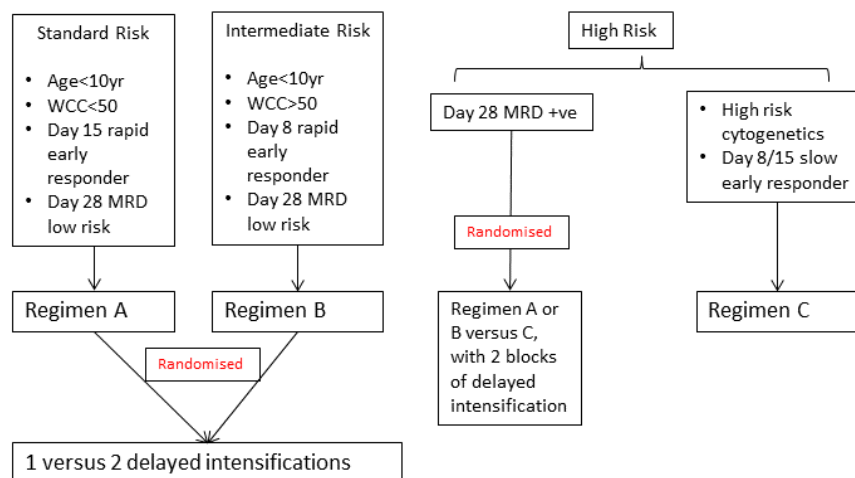 Standard Risk
• Age<10yr
• WCC<50
• Day 15 rapid
early
responder
• Day 28 MRD
low risk
Intermediate Risk
• Age<10yr
• WCC>50
• Day 8 rapid
early
responder
• Day 28 MRD
low risk
High Risk
Day 28 MRD +ve
• High risk
cytogenetics
• Day 8/15 slow
early responder
Randomised
Regimen A
Regimen B
Regimen A or
B versus C,
with 2 blocks
of delayed
intensification
Regimen C
Randomised
1 versus 2 delayed intensifications